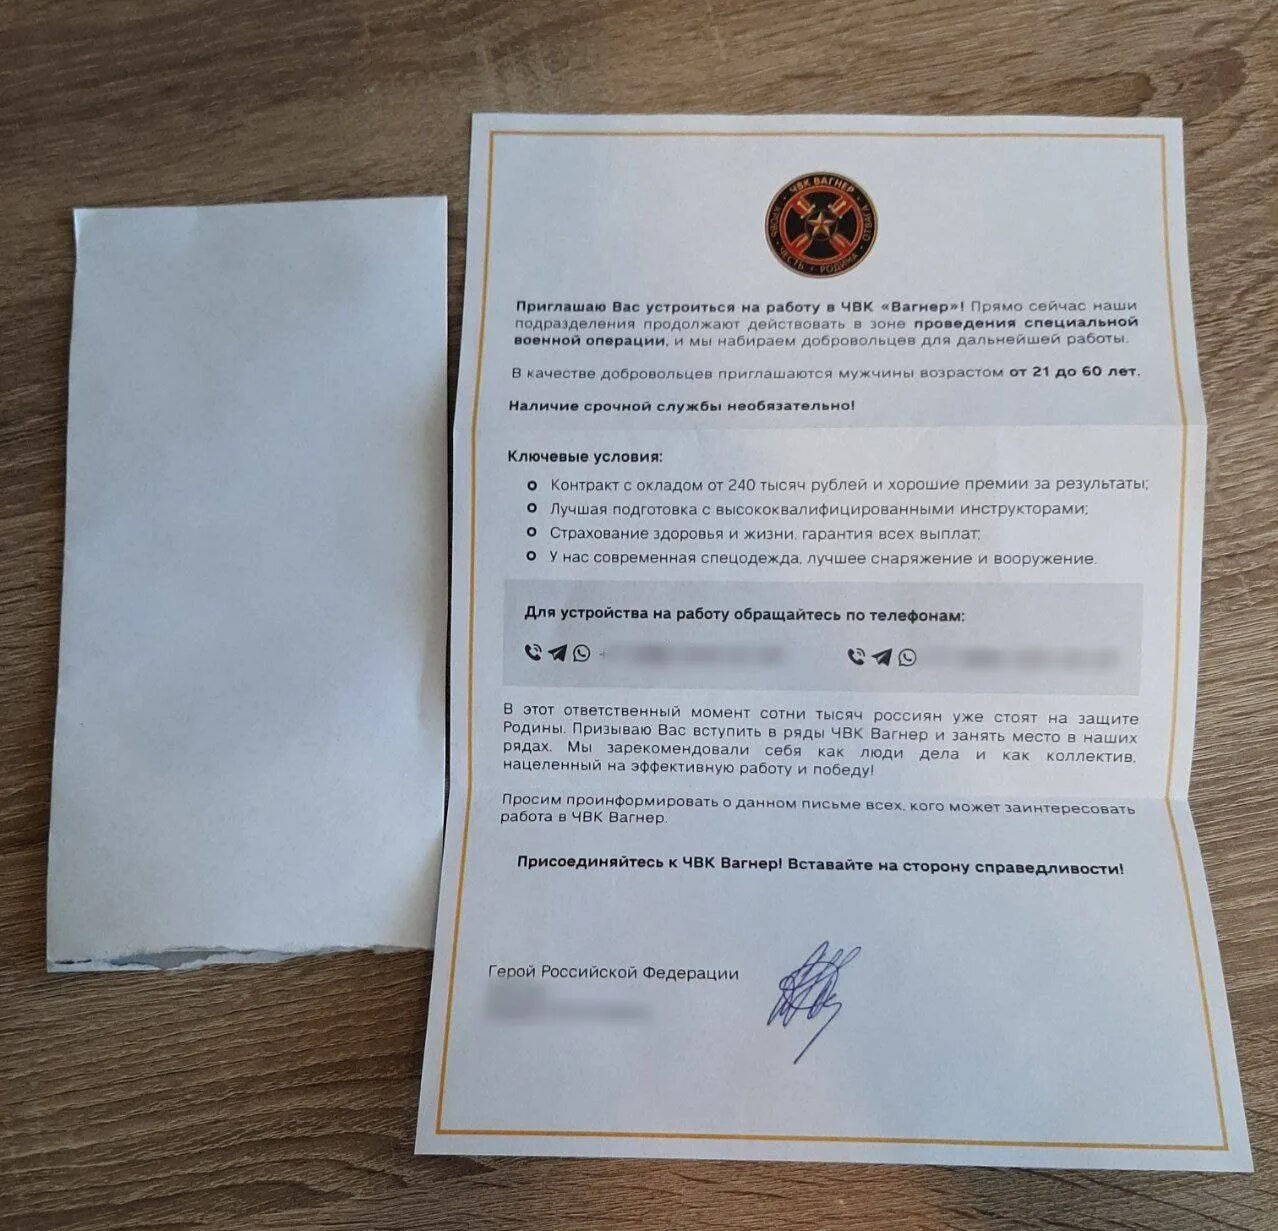 ЧВК ВАГНЕР
КРОВЬ • ЧЕСТЬ • РОДИНА • ОТВАГА
Приглашаю Вас устроиться на работу в ЧВК «Вагнер»! Прямо сейчас наши
подразделения продолжают действовать в зоне проведения специальной
военной операции, и мы набираем добровольцев для дальнейшей работы.
В качестве добровольцев приглашаются мужчины возрастом от 21 до 60 лет.
Наличие срочной службы необязательно!
Ключевые условия:
Контракт с окладом от 240 тысяч рублей и хорошие премии за результаты;
Лучшая подготовка с высококвалифицированными инструкторами;
Страхование здоровья и жизни, гарантия всех выплат;
У нас современная спецодежда, лучшее снаряжение и вооружение.
Для устройства на работу обращайтесь по телефонам:
В этот ответственный момент сотни тысяч россиян уже стоят на защите
Родины. Призываю Вас вступить в ряды ЧВК Вагнер и занять место в наших
рядах. Мы зарекомендовали себя как люди дела и как коллектив,
нацеленный на эффективную работу и победу!
Просим проинформировать о данном письме всех, кого может заинтересовать
работа в ЧВК Вагнер.
Присоединяйтесь к ЧВК Вагнер! Вставайте на сторону справедливости!
Герой Российской Федерации